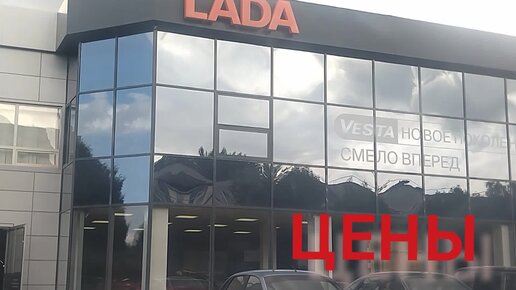 LADA
VESTA НОВОЕ ПОКОЛЕ
СМЕЛО ВПЕРЕД
ЦЕНЫ